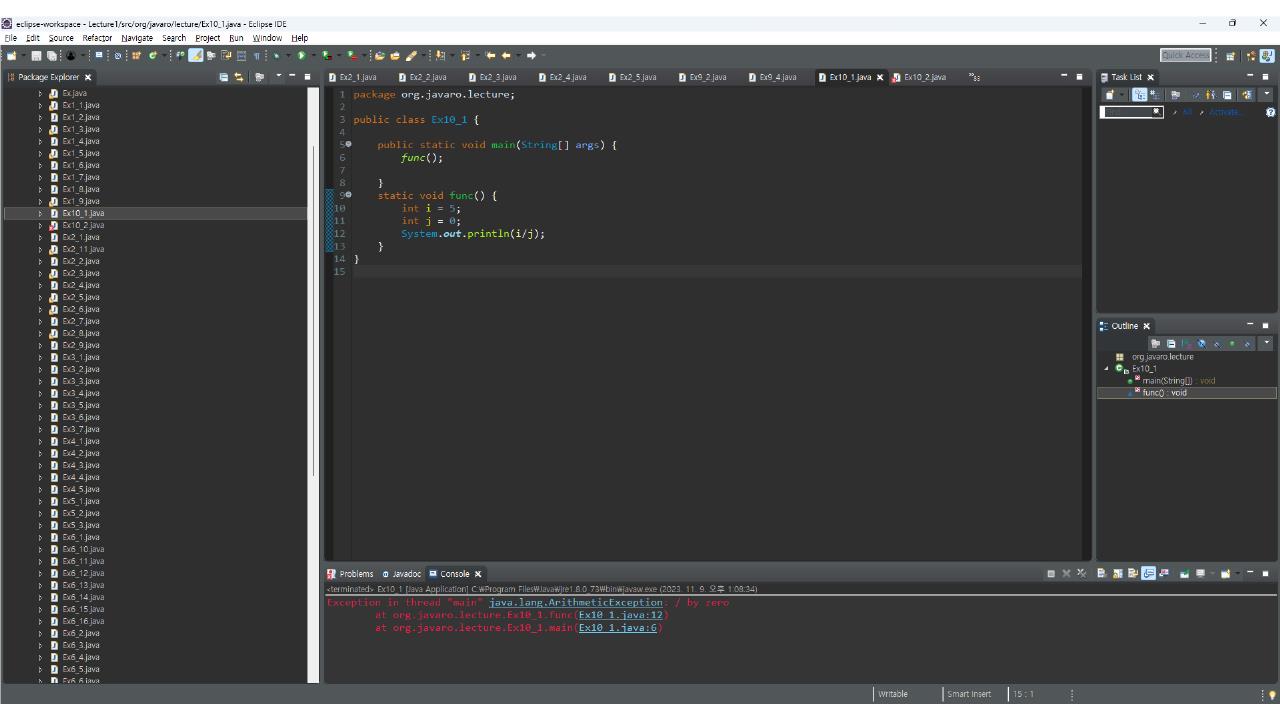 eclipse-workspace - Lecture1/src/org/javaro/lecture/Ex10_1.java - Eclipse IDE
File Edit Source Refactor Navigate Search Project Run Window Help
Quick Access
Package Explorer
Ex.java
Ex1_1.java
Ex1_2.java
Ex1_3.java
Ex1_4.java
Ex1_5.java
Ex1_6.java
Ex1_7.java
Ex1_8.java
Ex1_9.java
Ex10_1.java
Ex10_2.java
Ex2_1.java
Ex2_11.java
Ex2_2.java
Ex2_3.java
Ex2_4.java
Ex2_5.java
Ex2_6.java
Ex2_7.java
Ex2_8.java
Ex2_9.java
Ex3_1.java
Ex3_2.java
Ex3_3.java
Ex3_4.java
Ex3_5.java
Ex3_6.java
Ex3_7.java
Ex4_1.java
Ex4_2.java
Ex4_3.java
Ex4_4.java
Ex4_5.java
Ex5_1.java
Ex5_2.java
Ex5_3.java
Ex6_1.java
Ex6_10.java
Ex6_11.java
Ex6_12.java
Ex6_13.java
Ex6_14.java
Ex6_15.java
Ex6_16.java
Ex6_2.java
Ex6_3.java
Ex6_4.java
Ex6_5.java
Ex6_6.java
Ex2_1.java Ex2_2.java Ex2_3.java Ex2_4.java Ex2_5.java Ex9_2.java Ex9_4.java Ex10_1.java Ex10_2.java
1 package org.javaro.lecture;
2
3 public class Ex10_1 {
4
5 public static void main(String[] args) {
6 func();
7
8 }
9 static void func() {
10 int i = 5;
11 int j = 0;
12 System.out.println(i/j);
13 }
14 }
15
Problems Javadoc Console
<terminated> Ex10_1 [Java Application] C:₩Program Files₩Java₩jre1.8.0_73₩bin₩javaw.exe (2023. 11. 9. 오후 1:08:34)
Exception in thread "main" java.lang.ArithmeticException: / by zero
at org.javaro.lecture.Ex10_1.func(Ex10_1.java:12)
at org.javaro.lecture.Ex10_1.main(Ex10_1.java:6)
Task List
All Activate...
Outline
org.javaro.lecture
Ex10_1
main(String[]) : void
func() : void
Writable Smart Insert 15 : 1